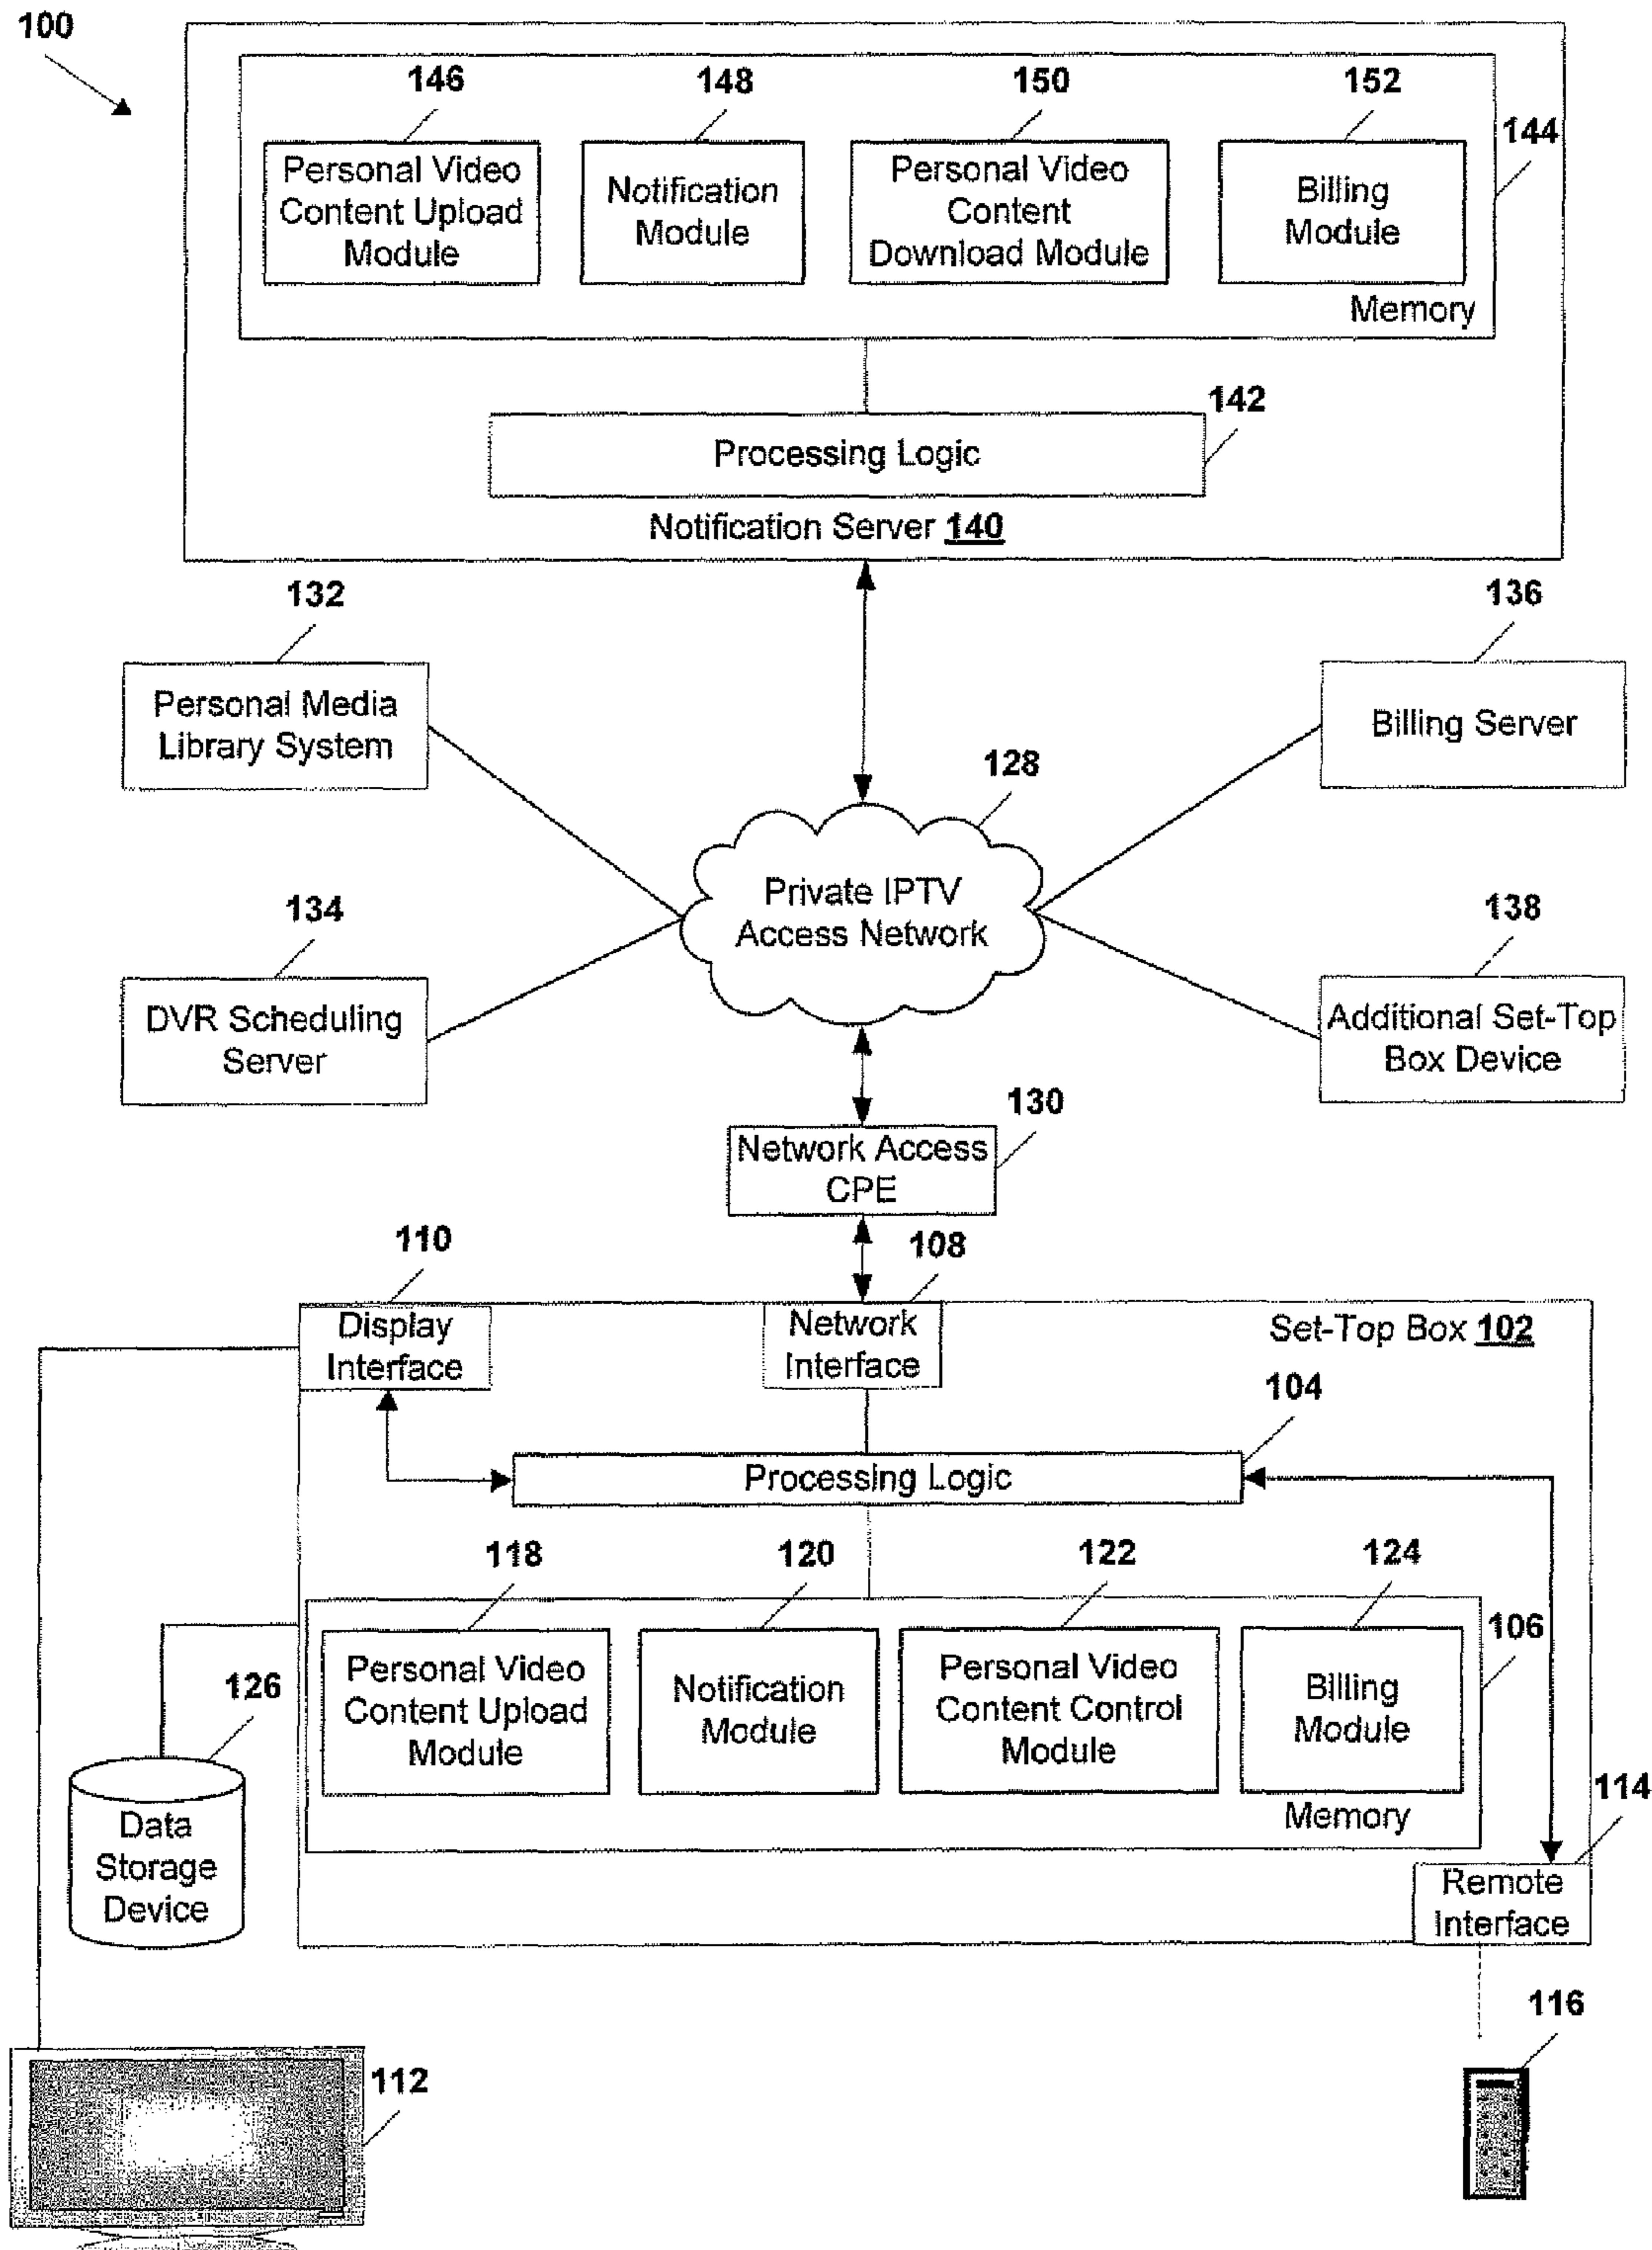 100
146
148
150
152
144
Personal Video
Content Upload
Module
Notification
Module
Personal Video
Content
Download Module
Billing
Module
Memory
142
Processing Logic
Notification Server 140
132
136
Personal Media
Library System
Billing Server
128
Private IPTV
Access Network
134
138
DVR Scheduling
Server
Additional Set-Top
Box Device
130
Network Access
CPE
110
108
Display
Interface
Network
Interface
Set-Top Box 102
104
Processing Logic
118
120
122
124
106
Personal Video
Content Upload
Module
Notification
Module
Personal Video
Content Control
Module
Billing
Module
Memory
126
Data
Storage
Device
114
Remote
Interface
116
112